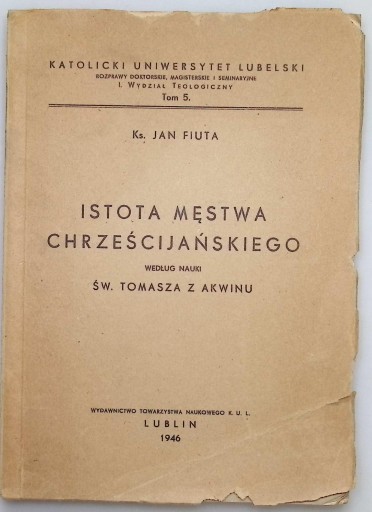 KATOLICKI UNIWERSYTET LUBELSKI
ROZPRAWY DOKTORSKIE, MAGISTERSKIE I SEMINARYJNE
I. WYDZIAŁ TEOLOGICZNY
Tom 5.
Ks. JAN FIUTA
ISTOTA MĘSTWA
CHRZEŚCIJAŃSKIEGO
WEDŁUG NAUKI
ŚW. TOMASZA Z AKWINU
WYDAWNICTWO TOWARZYSTWA NAUKOWEGO K. U. L.
LUBLIN
1946